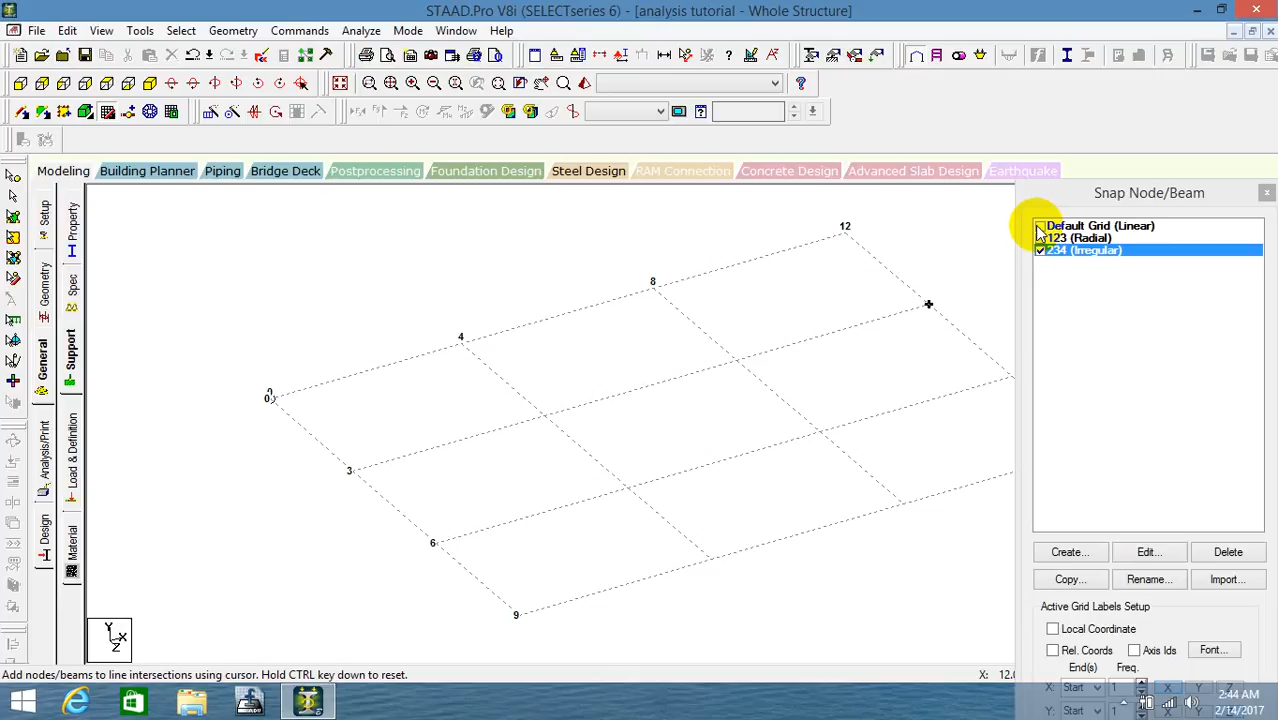 STAAD.Pro V8i (SELECTseries 6) - [analysis tutorial - Whole Structure]
File Edit View Tools Select Geometry Commands Analyze Mode Window Help
Modeling Building Planner Piping Bridge Deck Postprocessing Foundation Design Steel Design RAM Connection Concrete Design Advanced Slab Design Earthquake
Setup
Geometry
General
Analysis/Print
Design
Property
Spec
Support
Load & Definition
Material
12
8
4
0
3
6
9
Y
X
Z
Snap Node/Beam
Default Grid (Linear)
123 (Radial)
234 (Irregular)
Create... Edit... Delete
Copy... Rename... Import...
Active Grid Labels Setup
Local Coordinate
Rel. Coords Axis Ids Font...
End(s) Freq.
X: Start 1 X Y Z
Y: Start 1
Add nodes/beams to line intersections using cursor. Hold CTRL key down to reset.
X: 12.0
2:44 AM
2/14/2017